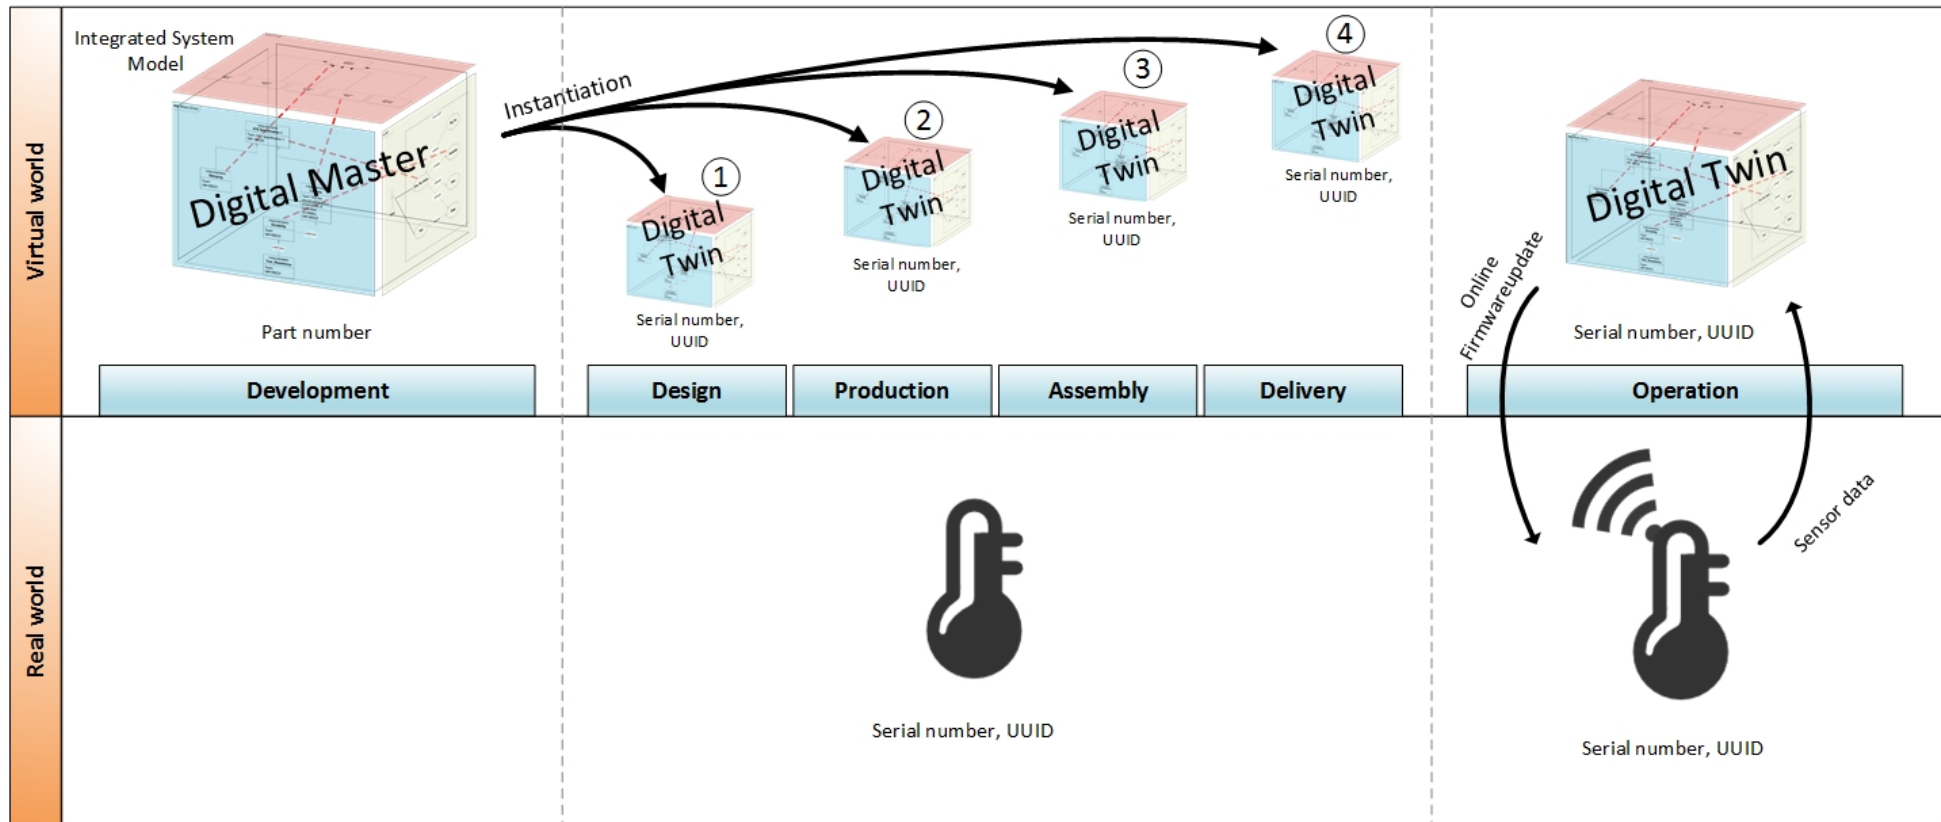 Integrated System
Model
Digital Master
Part number
Instantiation
1
Digital
Twin
Serial number,
UUID
2
Digital
Twin
Serial number,
UUID
3
Digital
Twin
Serial number,
UUID
4
Digital
Twin
Serial number,
UUID
Digital Twin
Serial number, UUID
Online
Firmwareupdate
Virtual world
Development
Design
Production
Assembly
Delivery
Operation
Real world
Serial number, UUID
Sensor data
Serial number, UUID